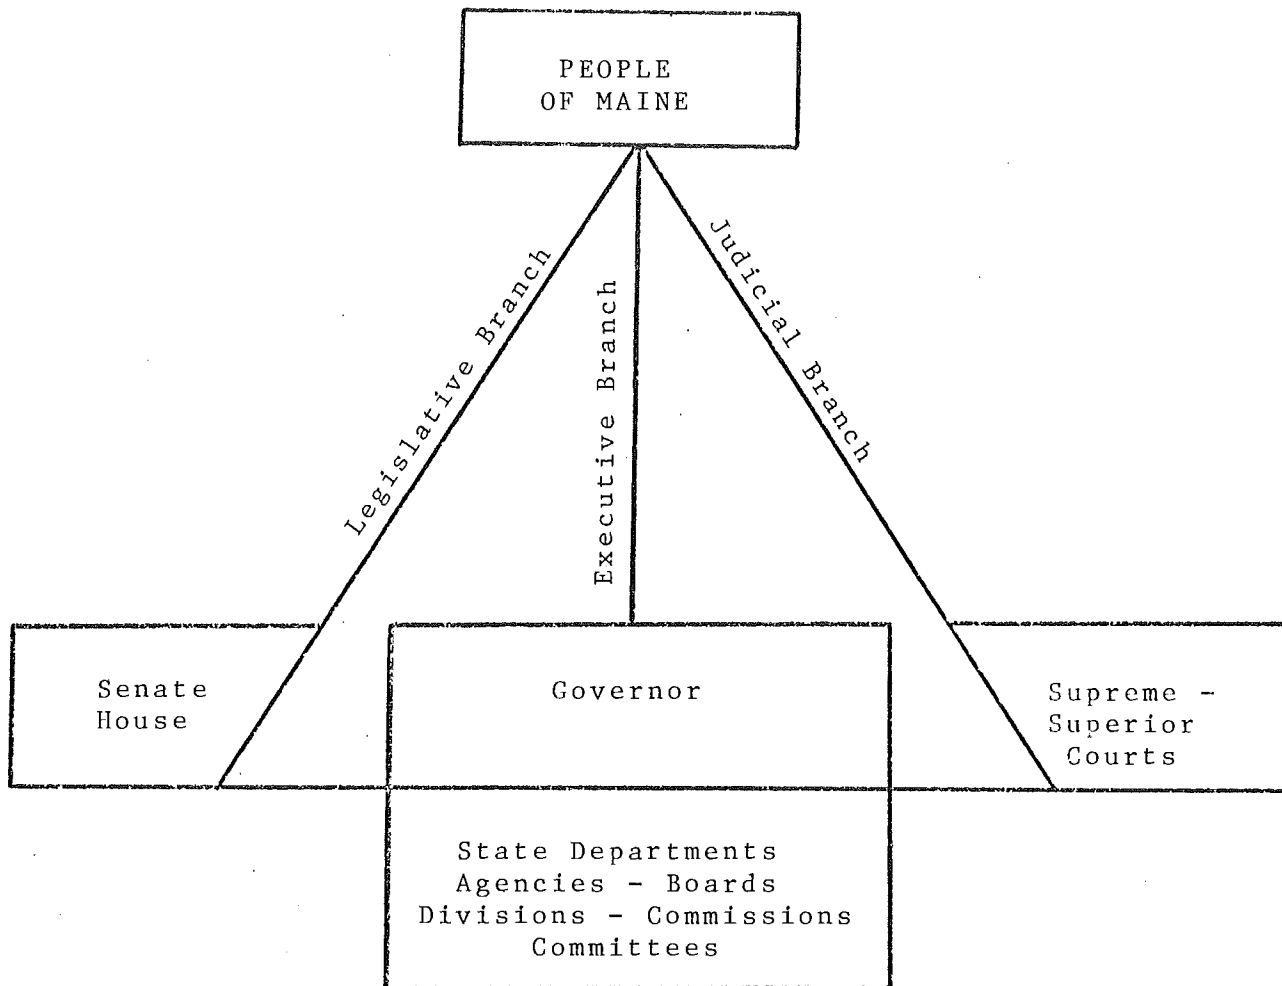 PEOPLE
OF MAINE
Legislative Branch
Executive Branch
Judicial Branch
Senate
House
Governor
Supreme -
Superior
Courts
State Departments
Agencies - Boards
Divisions - Commissions
Committees